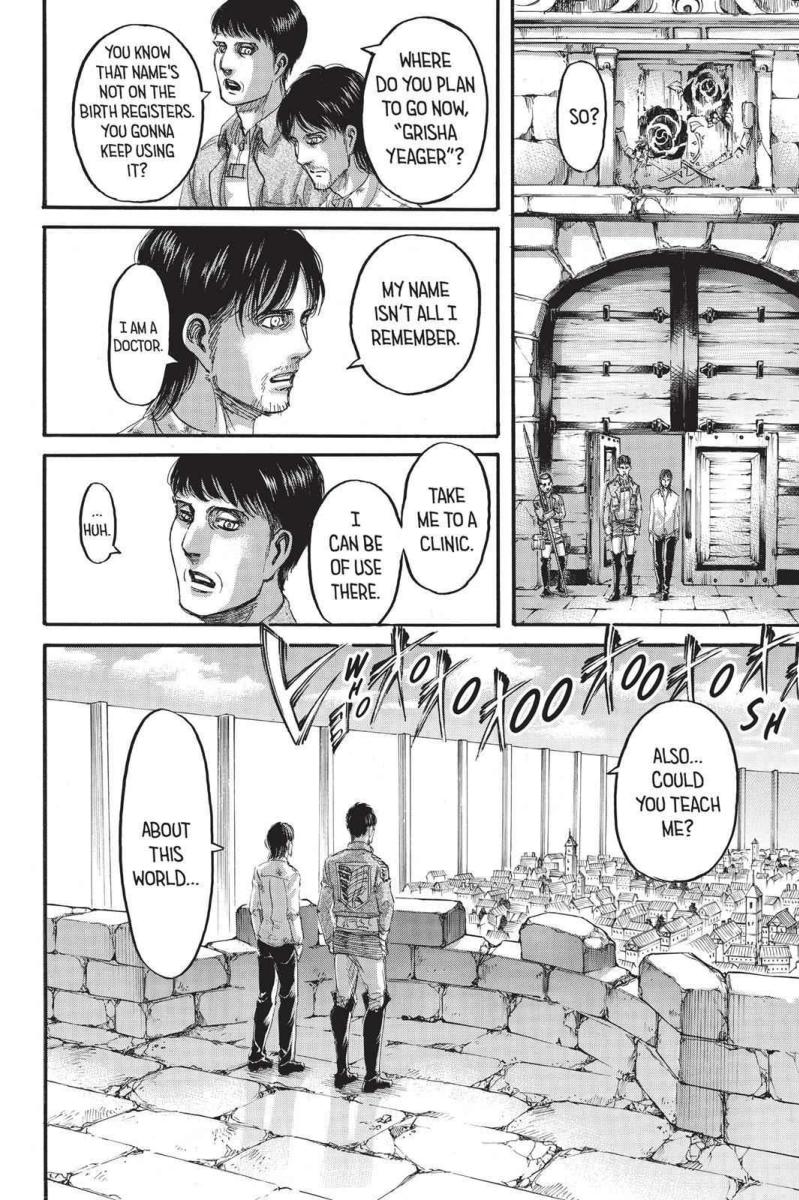 SO?
WHERE
DO YOU PLAN
TO GO NOW,
"GRISHA
YEAGER"?
YOU KNOW
THAT NAME'S
NOT ON THE
BIRTH REGISTERS.
YOU GONNA
KEEP USING
IT?
MY NAME
ISN'T ALL I
REMEMBER.
I AM A
DOCTOR.
TAKE
ME TO A
CLINIC.
I
CAN BE
OF USE
THERE.
...
HUH.
WHOOOOOOOSH
ALSO...
COULD
YOU TEACH
ME?
ABOUT
THIS
WORLD...